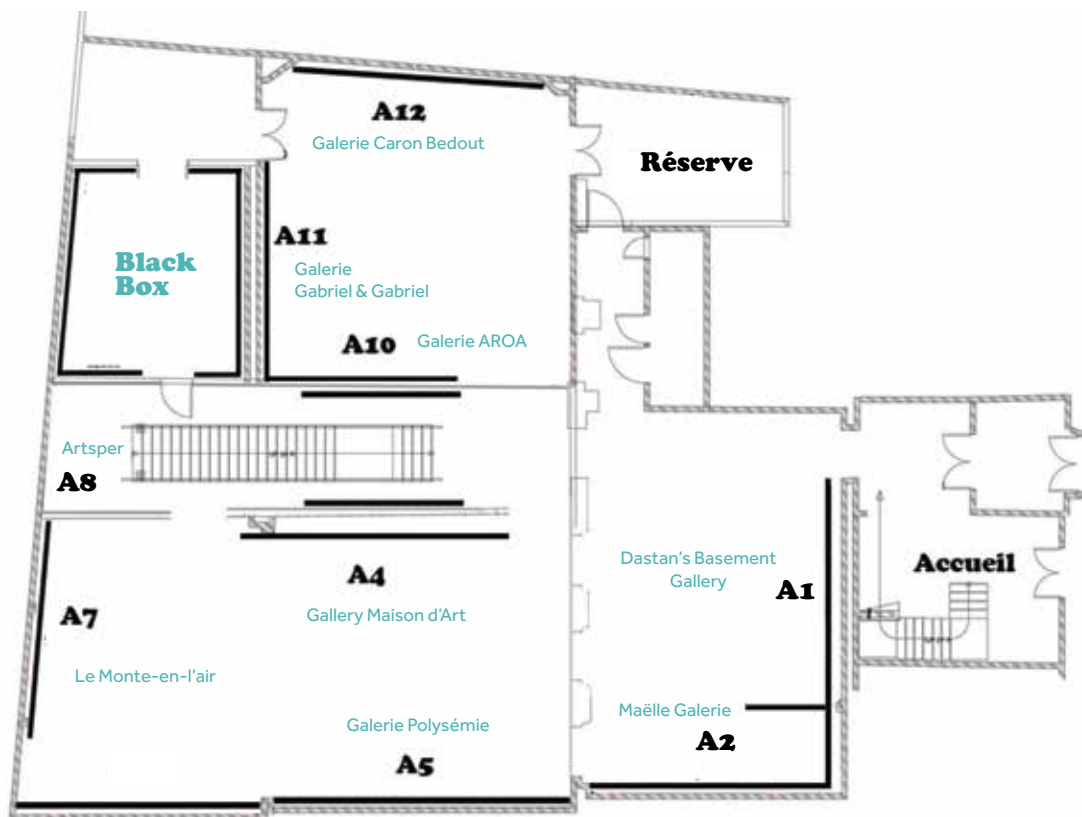 A12
Galerie Caron Bedout
Réserve
A11
Galerie
Gabriel & Gabriel
Black
Box
A10
Galerie AROA
Artsper
A8
A4
Gallery Maison d'Art
A7
Le Monte-en-l'air
Galerie Polysémie
A5
Dastan's Basement
Gallery
A1
Maëlle Galerie
A2
Accueil